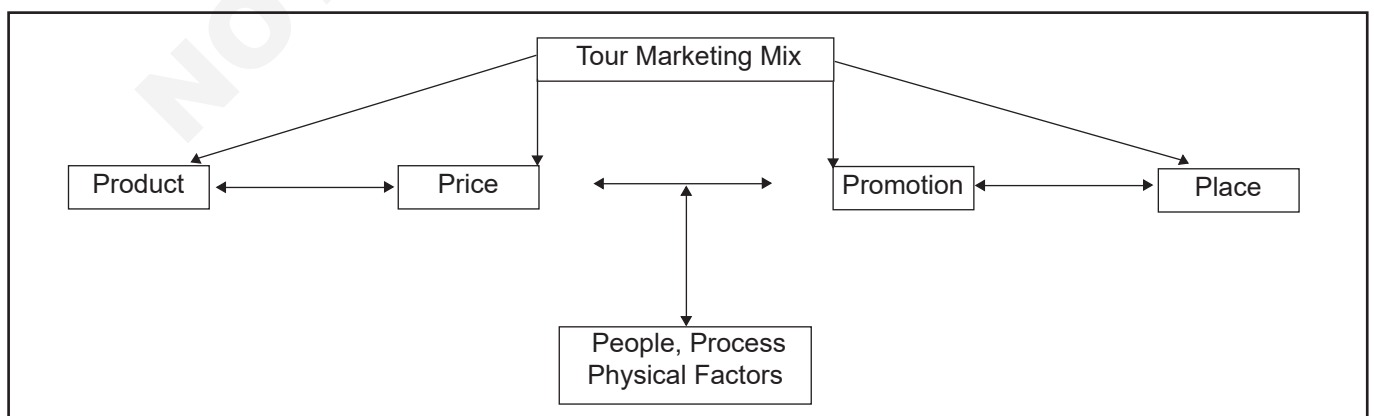 Tour Marketing Mix
Product
Price
Promotion
Place
People, Process
Physical Factors